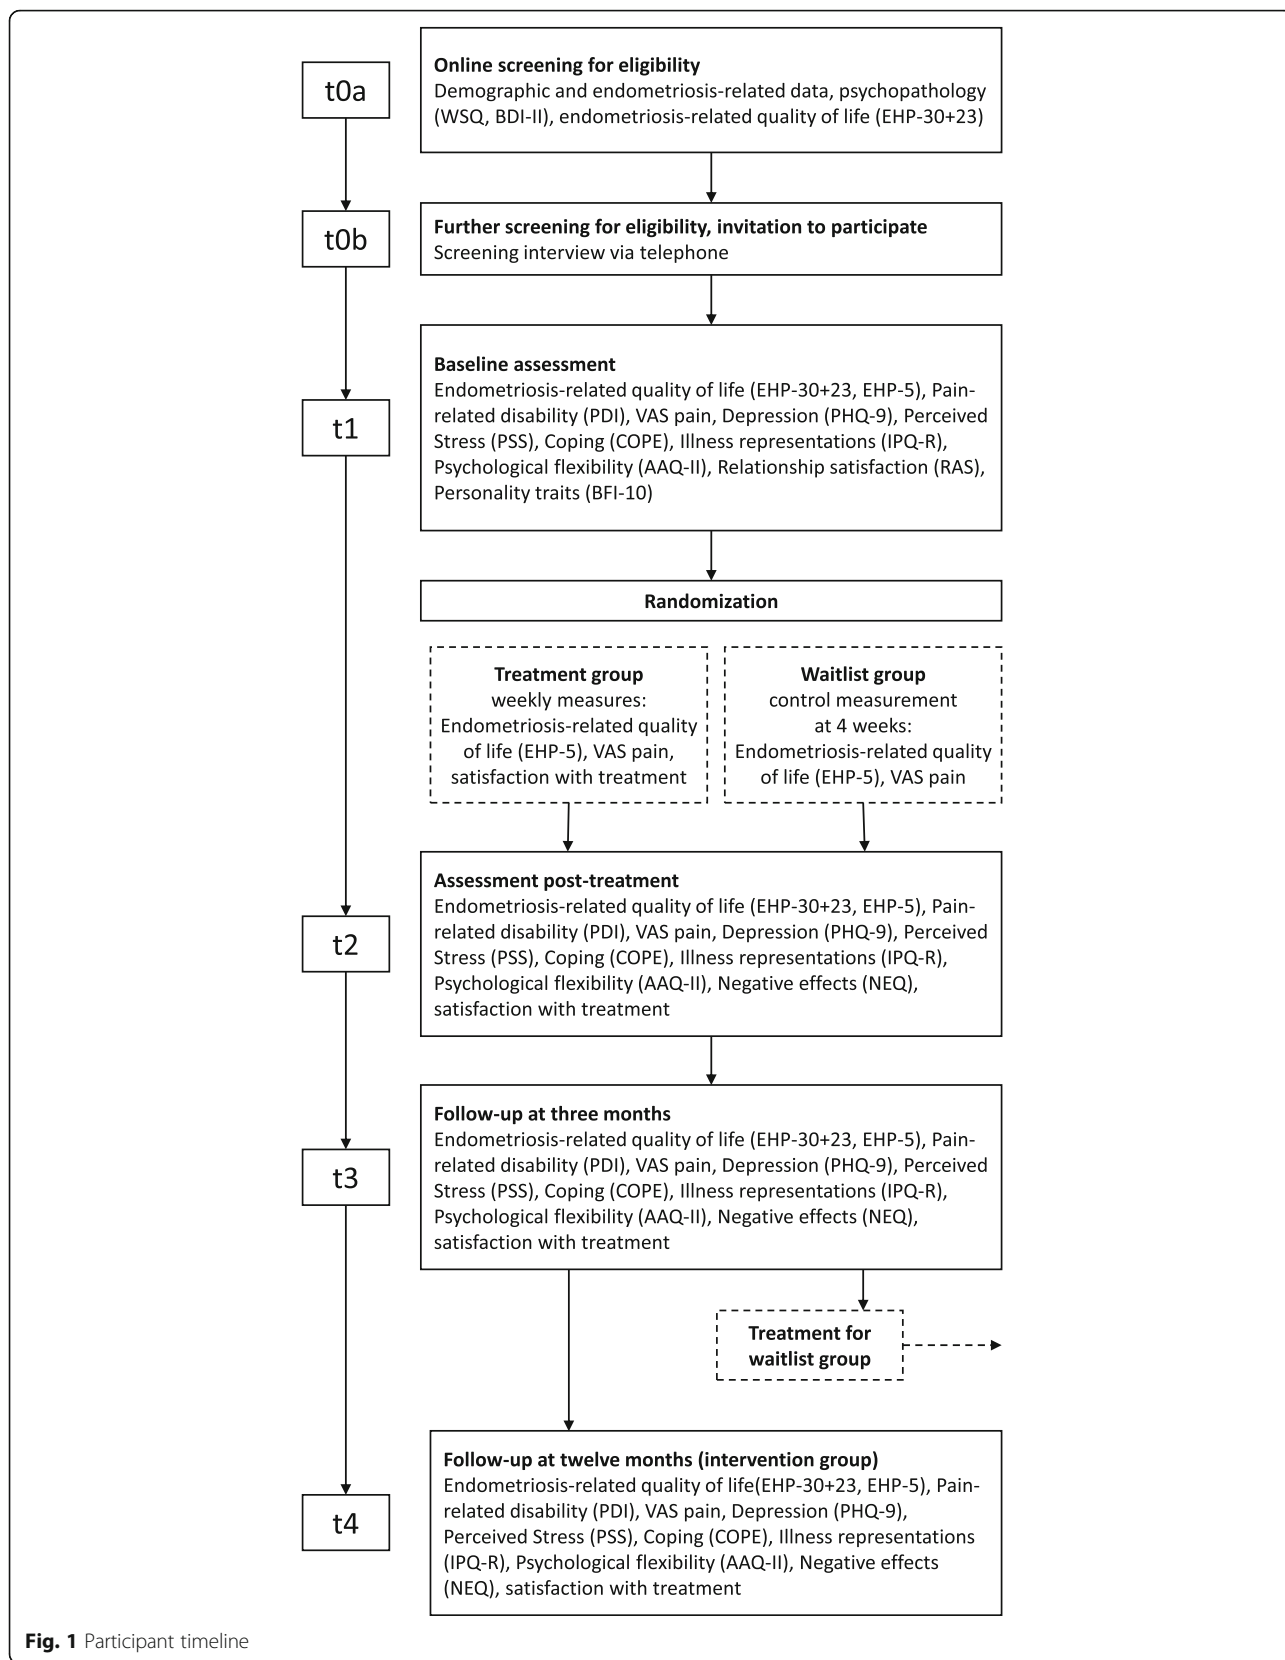 t0a
Online screening for eligibility
Demographic and endometriosis-related data, psychopathology
(WSQ, BDI-II), endometriosis-related quality of life (EHP-30+23)
t0b
Further screening for eligibility, invitation to participate
Screening interview via telephone
t1
Baseline assessment
Endometriosis-related quality of life (EHP-30+23, EHP-5), Pain-
related disability (PDI), VAS pain, Depression (PHQ-9), Perceived
Stress (PSS), Coping (COPE), Illness representations (IPQ-R),
Psychological flexibility (AAQ-II), Relationship satisfaction (RAS),
Personality traits (BFI-10)
Randomization
Treatment group
weekly measures:
Endometriosis-related quality
of life (EHP-5), VAS pain,
satisfaction with treatment
Waitlist group
control measurement
at 4 weeks:
Endometriosis-related quality
of life (EHP-5), VAS pain
t2
Assessment post-treatment
Endometriosis-related quality of life (EHP-30+23, EHP-5), Pain-
related disability (PDI), VAS pain, Depression (PHQ-9), Perceived
Stress (PSS), Coping (COPE), Illness representations (IPQ-R),
Psychological flexibility (AAQ-II), Negative effects (NEQ),
satisfaction with treatment
t3
Follow-up at three months
Endometriosis-related quality of life (EHP-30+23, EHP-5), Pain-
related disability (PDI), VAS pain, Depression (PHQ-9), Perceived
Stress (PSS), Coping (COPE), Illness representations (IPQ-R),
Psychological flexibility (AAQ-II), Negative effects (NEQ),
satisfaction with treatment
Treatment for
waitlist group
t4
Follow-up at twelve months (intervention group)
Endometriosis-related quality of life(EHP-30+23, EHP-5), Pain-
related disability (PDI), VAS pain, Depression (PHQ-9),
Perceived Stress (PSS), Coping (COPE), Illness representations
(IPQ-R), Psychological flexibility (AAQ-II), Negative effects
(NEQ), satisfaction with treatment
Fig. 1 Participant timeline